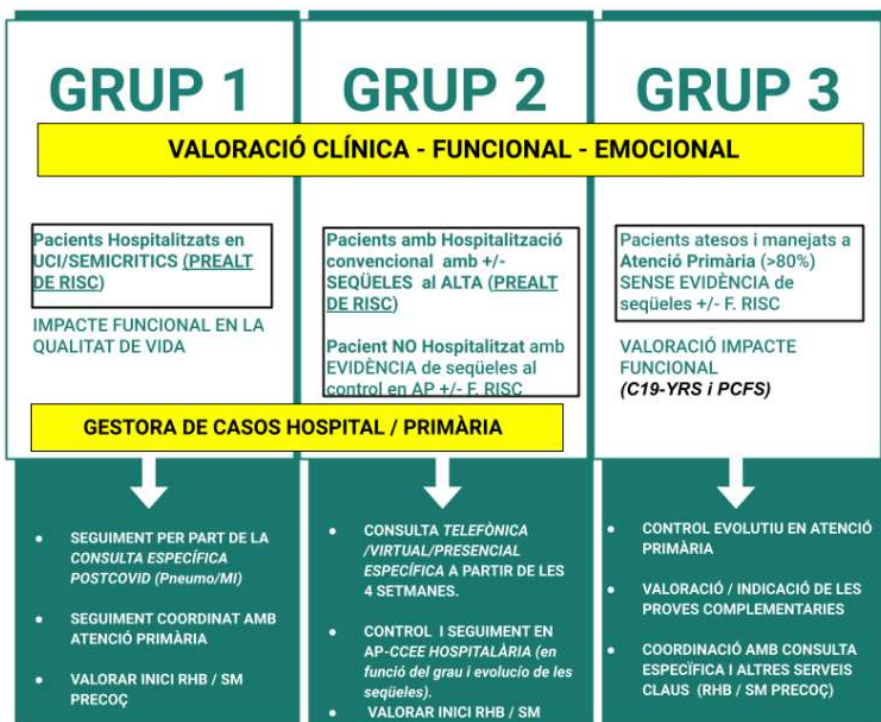 GRUP 1
GRUP 2
GRUP 3
VALORACIÓ CLÍNICA - FUNCIONAL - EMOCIONAL
Pacients Hospitalitzats en
UCI/SEMICRITICS (PREALT
DE RISC)
IMPACTE FUNCIONAL EN LA
QUALITAT DE VIDA
Pacients amb Hospitalització
convencional amb +/-
SEQÜELES al ALTA (PREALT
DE RISC)
Pacient NO Hospitalitzat amb
EVIDÈNCIA de seqüeles al
control en AP +/- F. RISC
Pacients atesos i manejats a
Atenció Primària (>80%)
SENSE EVIDÈNCIA de
seqüeles +/- F. RISC
VALORACIÓ IMPACTE
FUNCIONAL
(C19-YRS i PCFS)
GESTORA DE CASOS HOSPITAL / PRIMÀRIA
● SEGUIMENT PER PART DE LA
CONSULTA ESPECÍFICA
POSTCOVID (Pneumo/MI)
● SEGUIMENT COORDINAT AMB
ATENCIÓ PRIMÀRIA
● VALORAR INICI RHB / SM
PRECOÇ
● CONSULTA TELEFÒNICA
/VIRTUAL/PRESENCIAL
ESPECÍFICA A PARTIR DE LES
4 SETMANES.
● CONTROL I SEGUIMENT EN
AP-CCEE HOSPITALÀRIA (en
funció del grau i evolucío de les
seqüeles).
● VALORAR INICI RHB / SM
● CONTROL EVOLUTIU EN ATENCIÓ
PRIMÀRIA
● VALORACIÓ / INDICACIÓ DE LES
PROVES COMPLEMENTARIES
● COORDINACIÓ AMB CONSULTA
ESPECÏFICA I ALTRES SERVEIS
CLAUS (RHB / SM PRECOÇ)